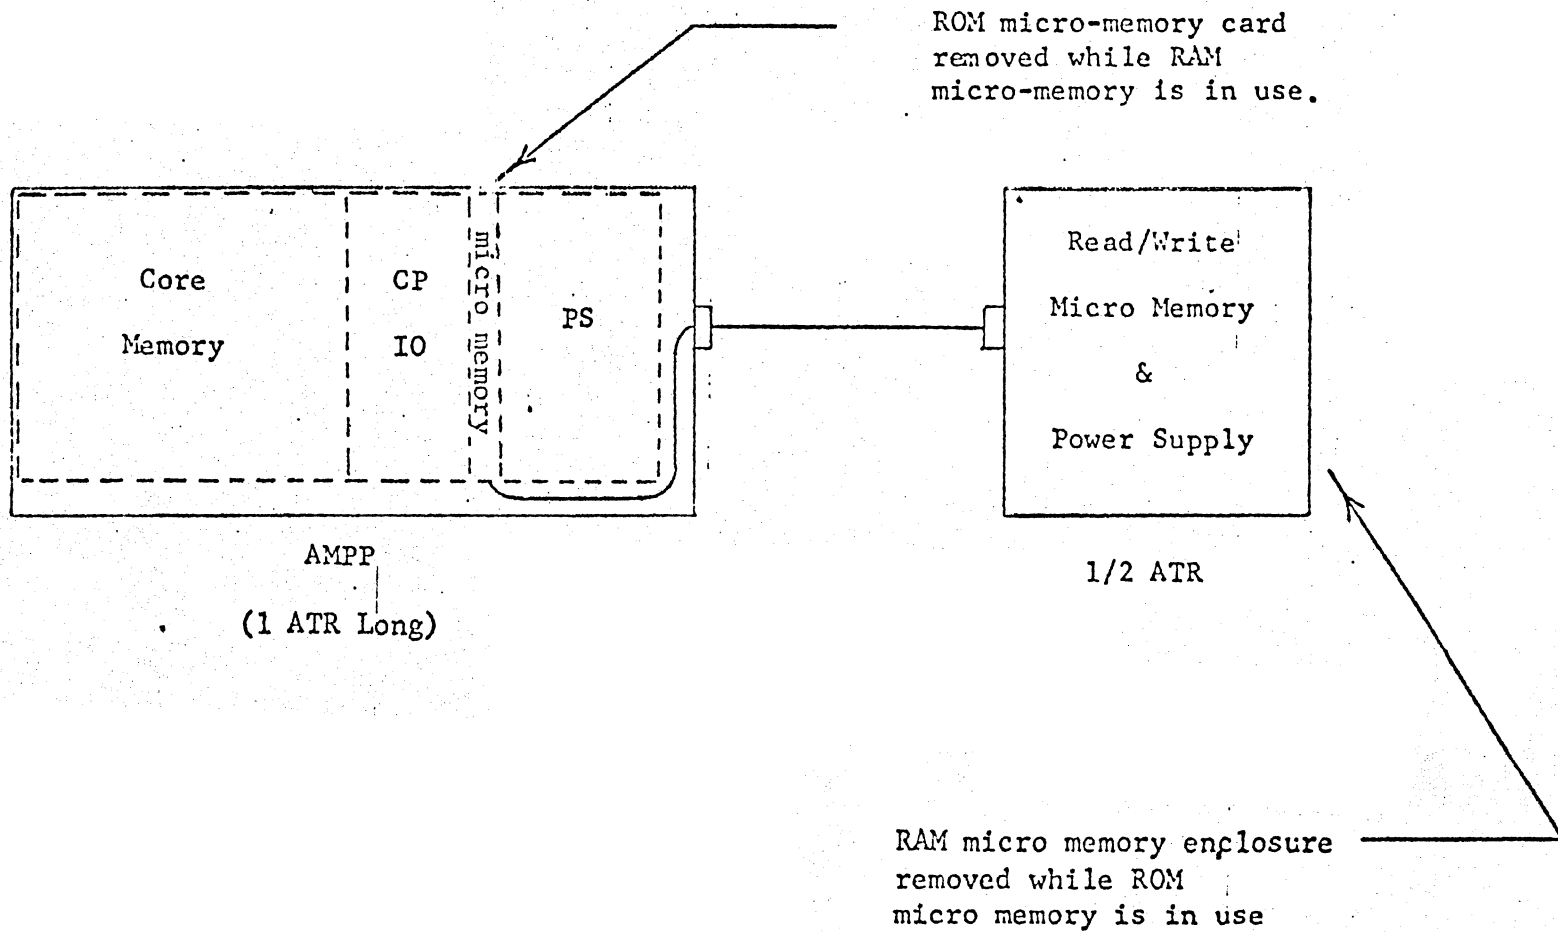 ROM micro-memory card
removed while RAM
micro-memory is in use.
Core
Memory
CP
IO
micro memory
PS
Read/Write
Micro Memory
&
Power Supply
AMPP
(1 ATR Long)
1/2 ATR
RAM micro memory enclosure
removed while ROM
micro memory is in use